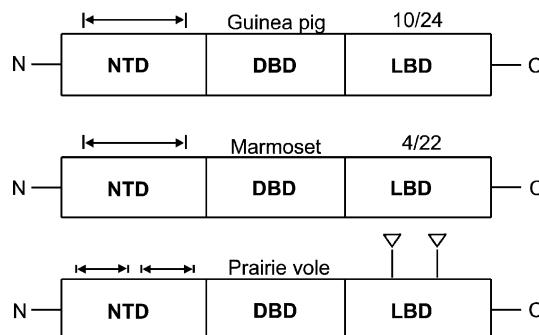 Guinea pig 10/24
N NTD DBD LBD C
Marmoset 4/22
N NTD DBD LBD C
Prairie vole
N NTD DBD LBD C